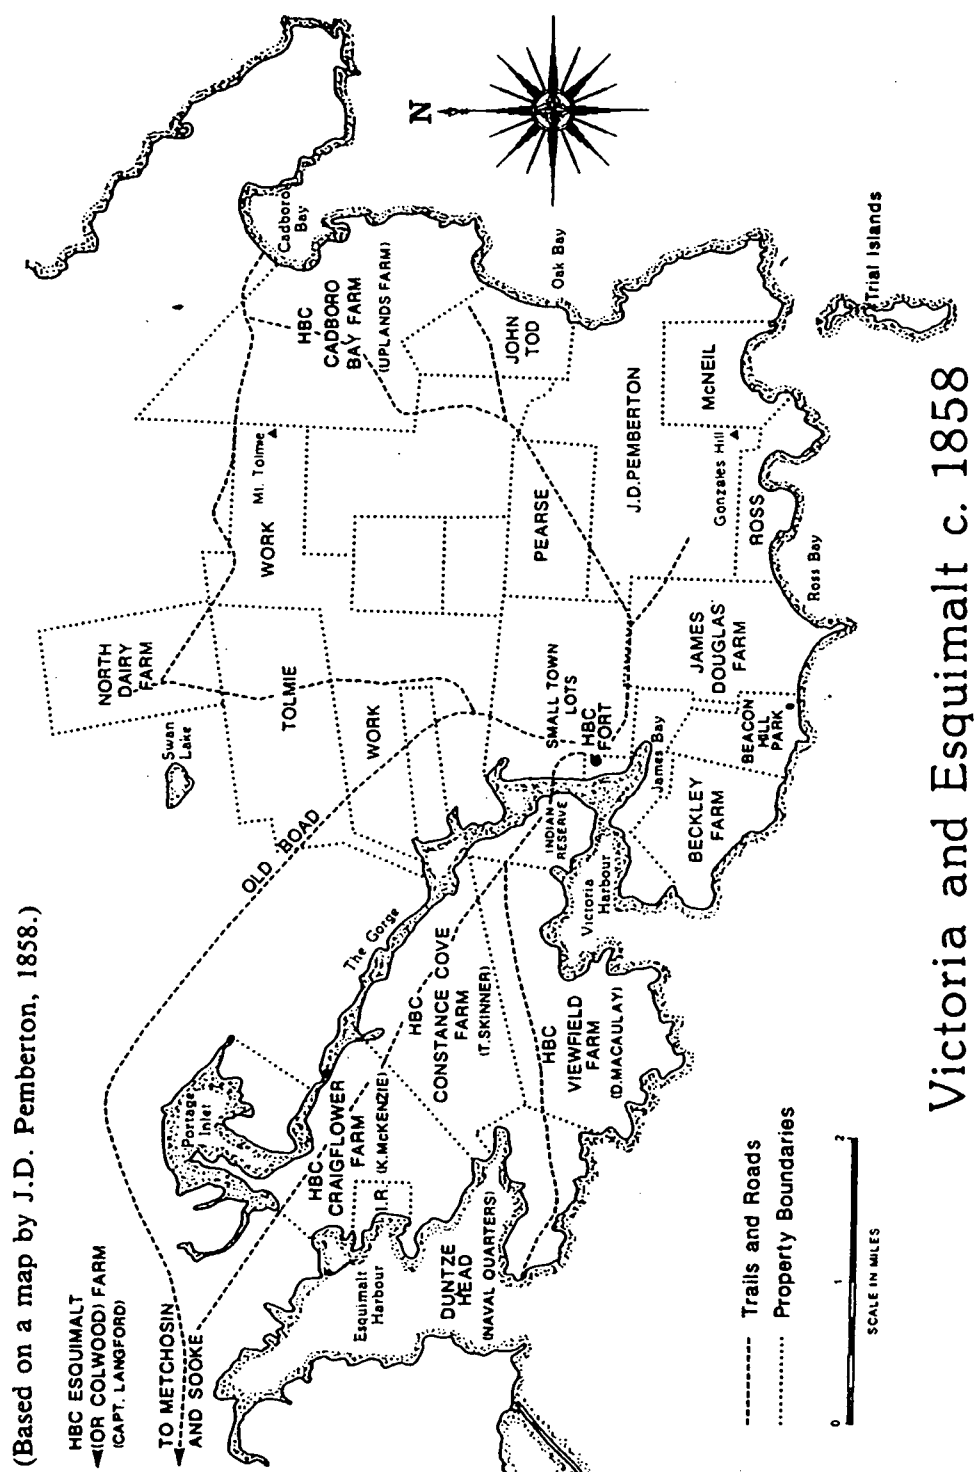 (Based on a map by J.D. Pemberton, 1858.)
HBC ESQUIMALT
(OR COLWOOD) FARM
(CAPT. LANGFORD)
TO METCHOSIN
AND SOOKE
OLD ROAD
Swan
Lake
NORTH
DAIRY
FARM
Portage
Inlet
The Gorge
TOLMIE
WORK
WORK
Mt. Tolmie
HBC
CADBORO
BAY FARM
(UPLANDS FARM)
Cadboro
Bay
N
HBC
CRAIGFLOWER
FARM
(K. McKENZIE)
I.R.
Esquimalt
Harbour
HBC
CONSTANCE COVE
FARM
(T. SKINNER)
DUNTZE
HEAD
(NAVAL QUARTERS)
HBC
VIEWFIELD
FARM
(D. MACAULAY)
INDIAN
RESERVE
Victoria
Harbour
SMALL TOWN
LOTS
HBC
FORT
James Bay
PEARSE
JOHN
TOD
Oak Bay
J.D. PEMBERTON
McNEIL
Gonzales Hill
ROSS
Ross Bay
JAMES
DOUGLAS
FARM
BEACON
HILL
PARK
BECKLEY
FARM
Trial Islands
Trails and Roads
Property Boundaries
0 1 2
SCALE IN MILES
Victoria and Esquimalt c. 1858